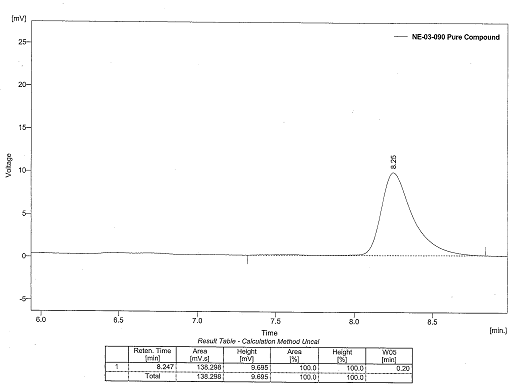 [mV]
NE-03-090 Pure Compound
25
20
15
10
5
0
-5
Voltage
8.25
6.0 6.5 7.0 7.5 8.0 8.5 [min.]
Time
Result Table - Calculation Method Uncal
Reten. Time [min] Area [mV.s] Height [mV] Area [%] Height [%] W05 [min]
1 8.247 138.298 9.695 100.0 100.0 0.20
Total 138.298 9.695 100.0 100.0